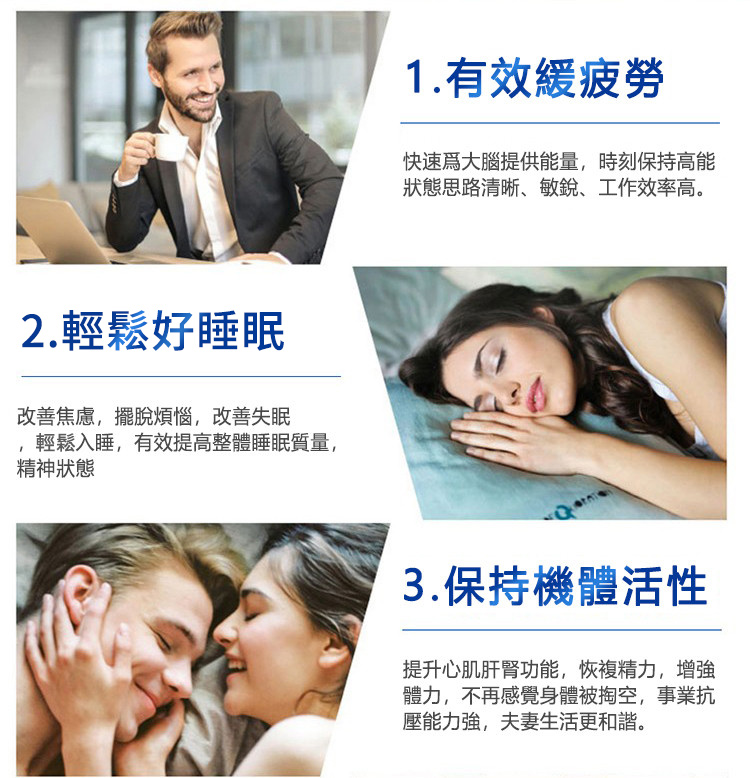 1.有效緩疲勞
快速爲大腦提供能量，時刻保持高能
狀態思路清晰、敏銳、工作效率高。
2.輕鬆好睡眠
改善焦慮，擺脫煩惱，改善失眠
，輕鬆入睡，有效提高整體睡眠質量，
精神狀態
3.保持機體活性
提升心肌肝腎功能，恢複精力，增強
體力，不再感覺身體被掏空，事業抗
壓能力強，夫妻生活更和諧。